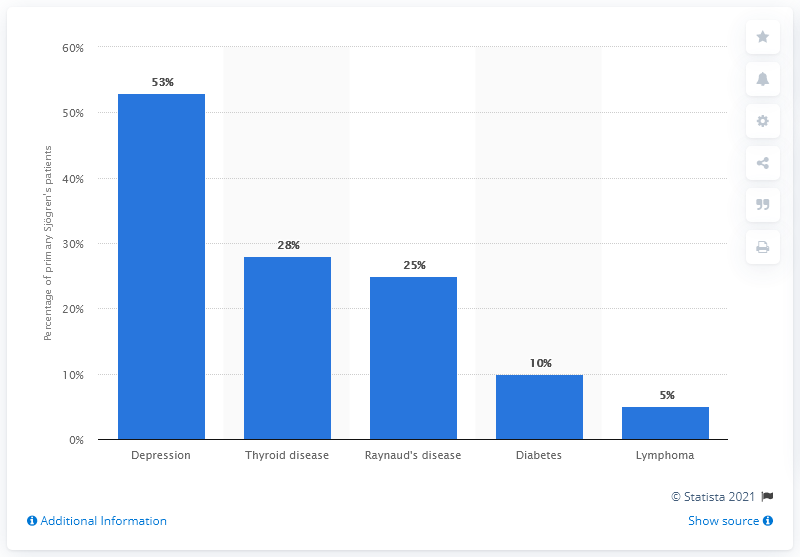 60%
53%
50%
40%
30%
28%
25%
20%
10%
10%
5%
0%
Percentage of primary Sjögren's patients
Depression
Thyroid disease
Raynaud's disease
Diabetes
Lymphoma
© Statista 2021
Additional Information
Show source